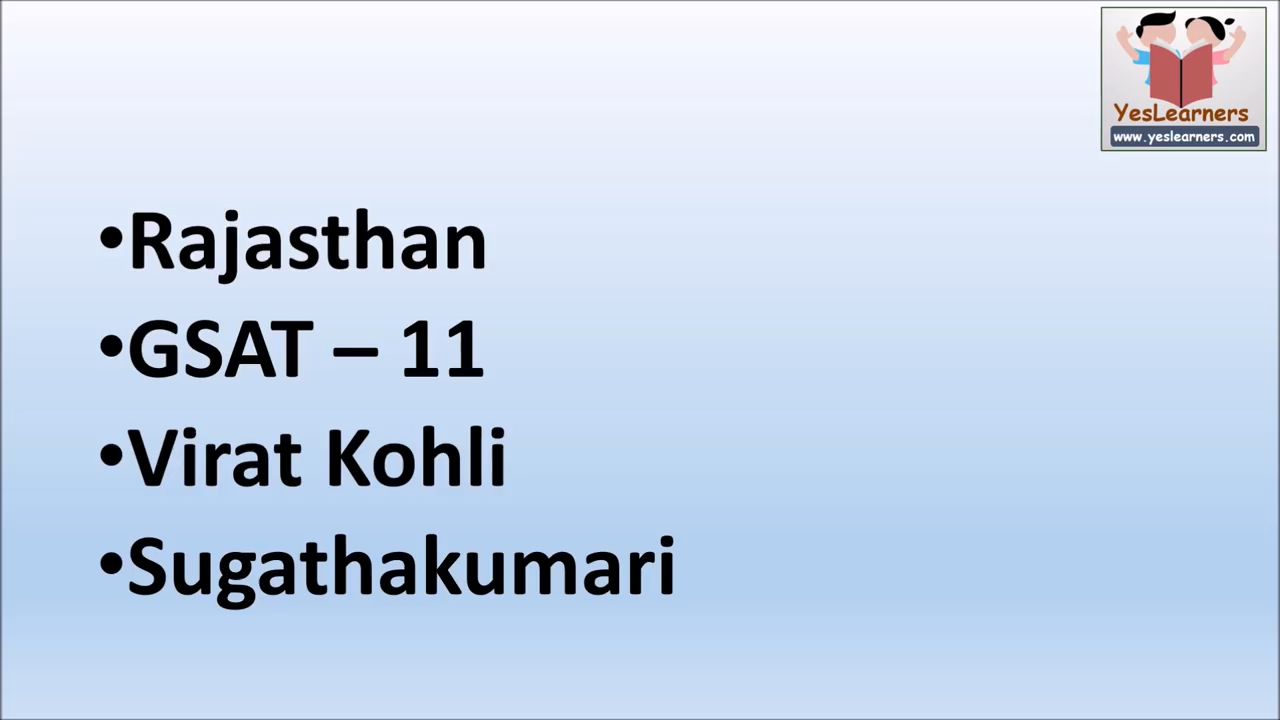 YesLearners
www.yeslearners.com
•Rajasthan
•GSAT – 11
•Virat Kohli
•Sugathakumari